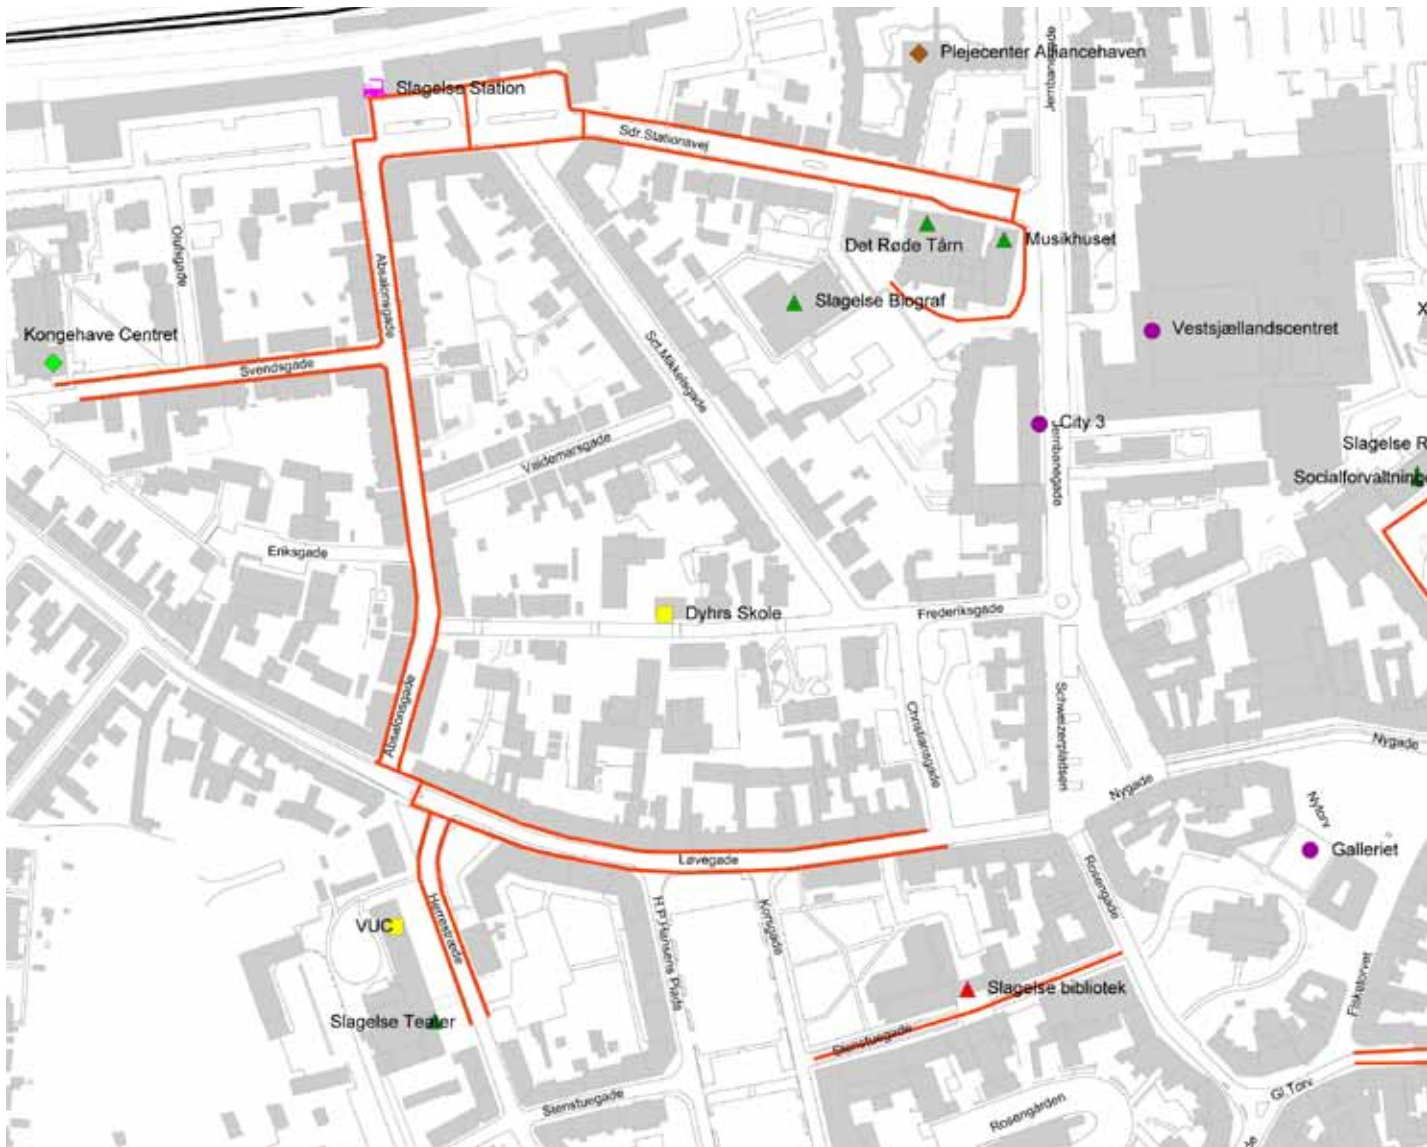 Plejecenter Alliancehaven
Jernbanegade
Slagelse Station
Sdr.Stationsvej
Olufsgade
Absalonsgade
Det Røde Tårn
Musikhuset
Slagelse Biograf
Kongehave Centret
Svendsgade
Vestsjællandscentret
X
Sct.Mikkelsgade
City 3
Jernbanegade
Valdemarsgade
Slagelse R
Socialforvaltning
Eriksgade
Dyhrs Skole
Frederiksgade
Absalonsgade
Christiansgade
Schweizerpladsen
Nygade
Nygade
Nytorv
Løvegade
Galleriet
Rosengade
VUC
Herrestræde
H.P.Hansens Plads
Korsgade
Slagelse bibliotek
Fisketorvet
Slagelse Teater
Stenstuegade
Stenstuegade
Gl.Torv
Rosengården